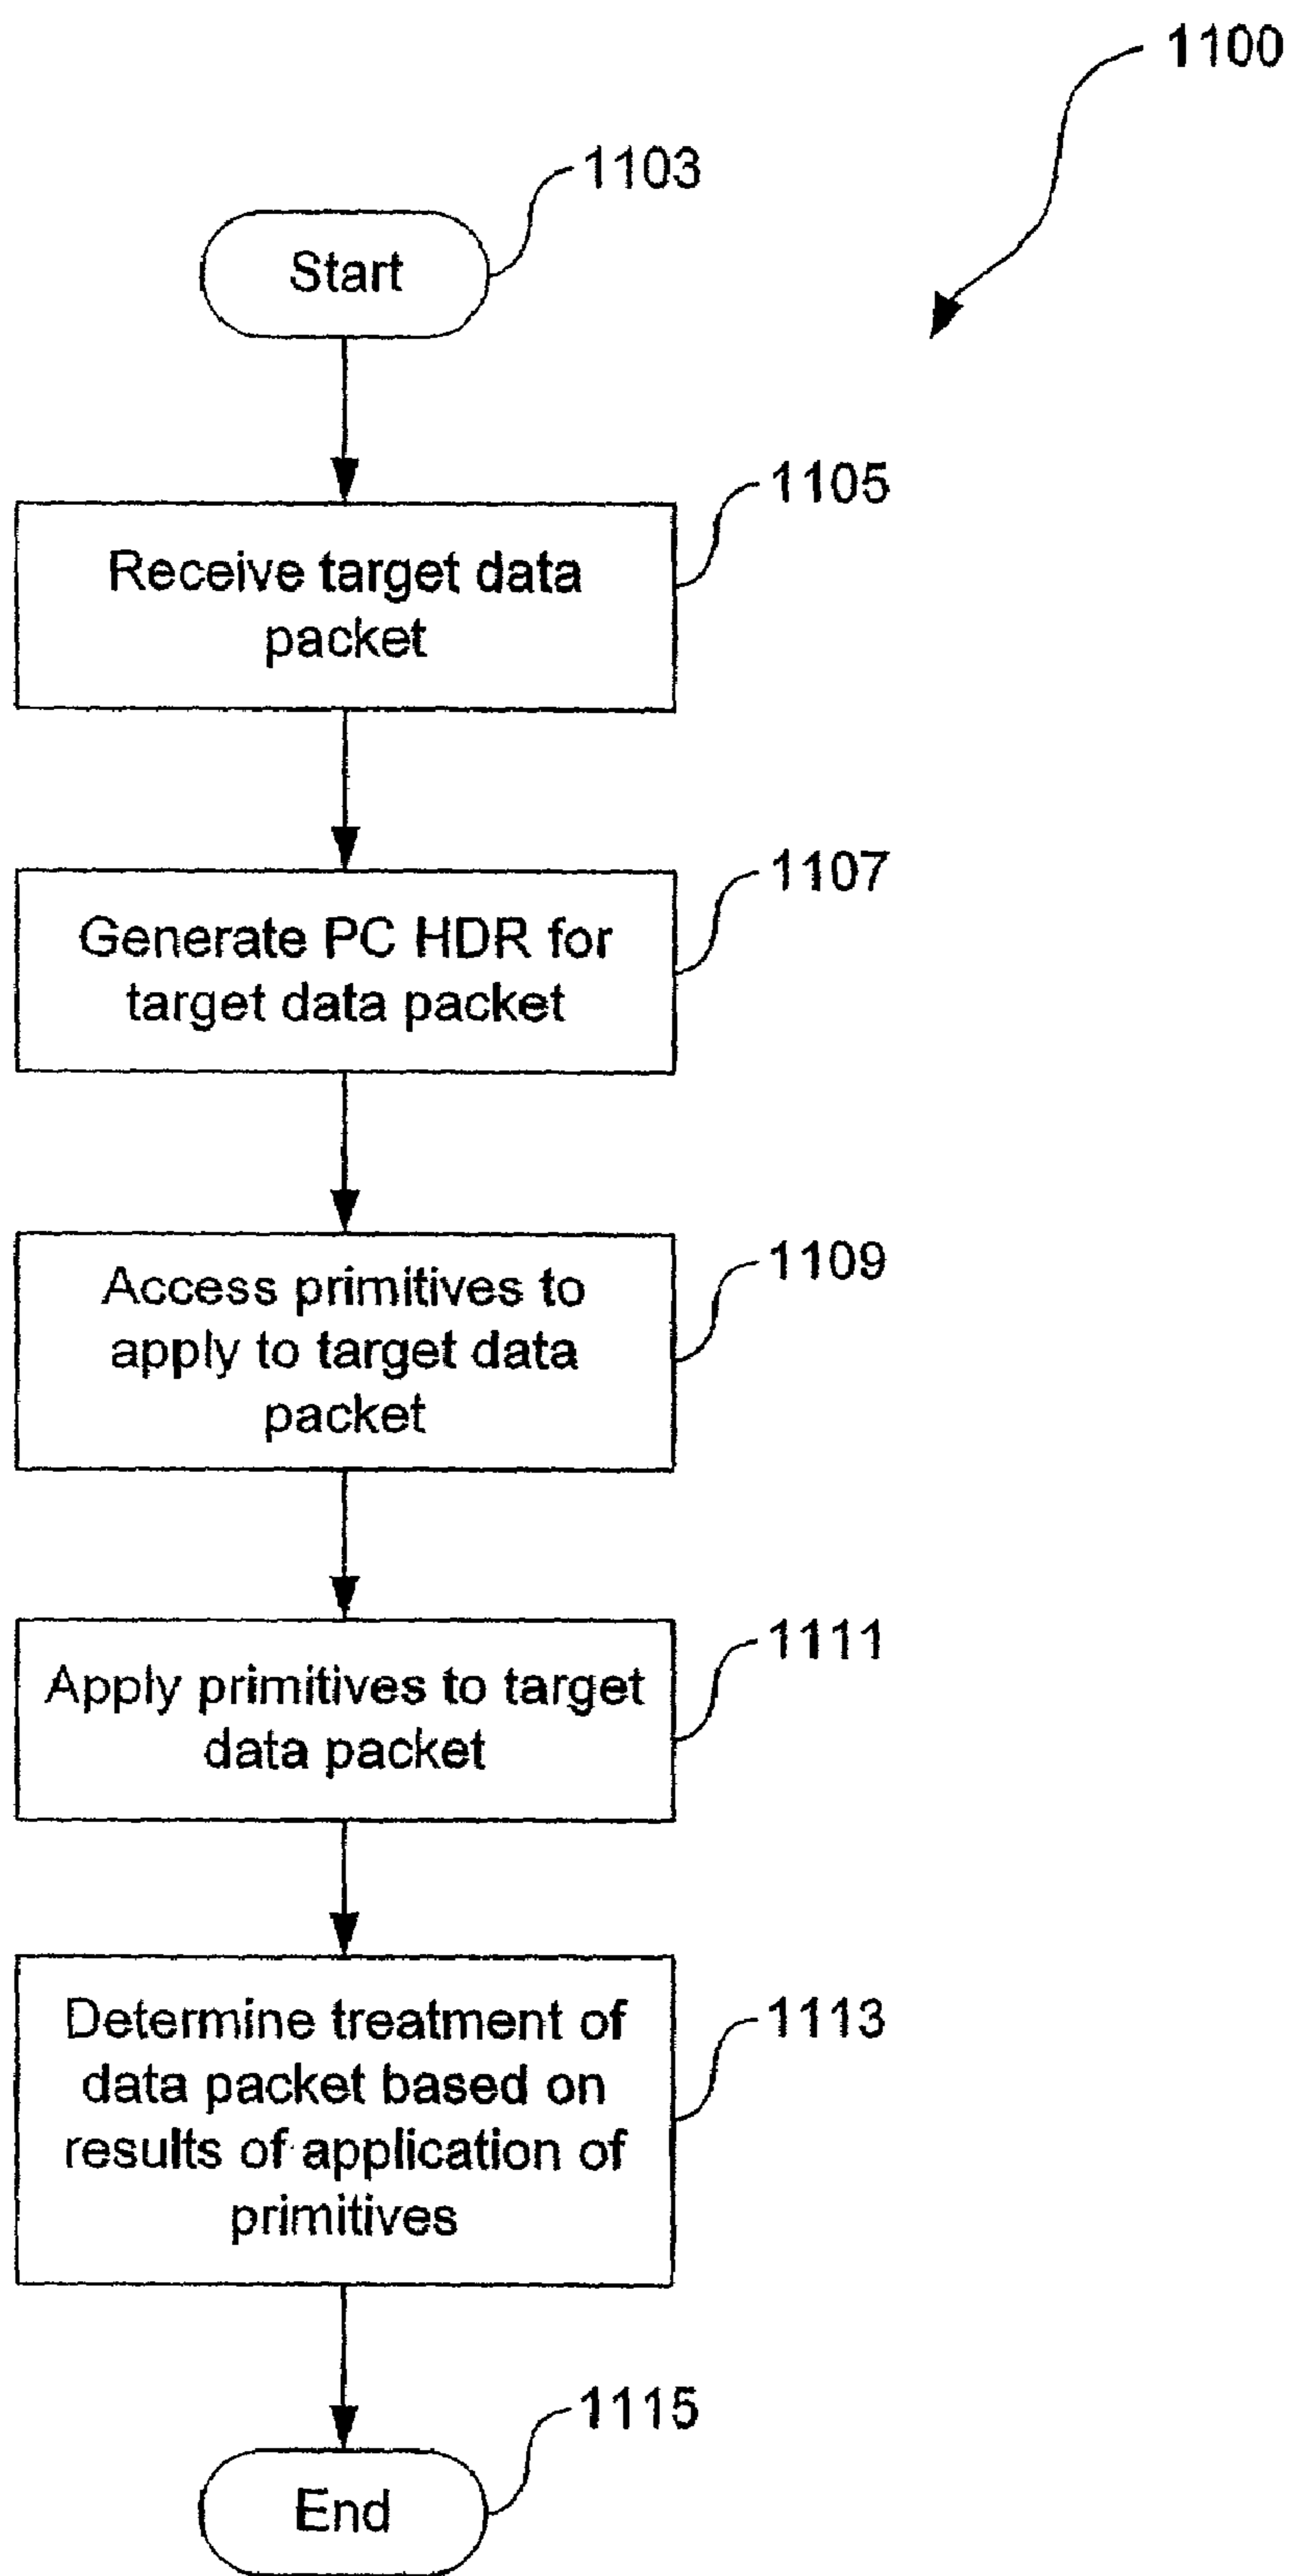 1100
1103
Start
1105
Receive target data
packet
1107
Generate PC HDR for
target data packet
1109
Access primitives to
apply to target data
packet
1111
Apply primitives to target
data packet
1113
Determine treatment of
data packet based on
results of application of
primitives
1115
End